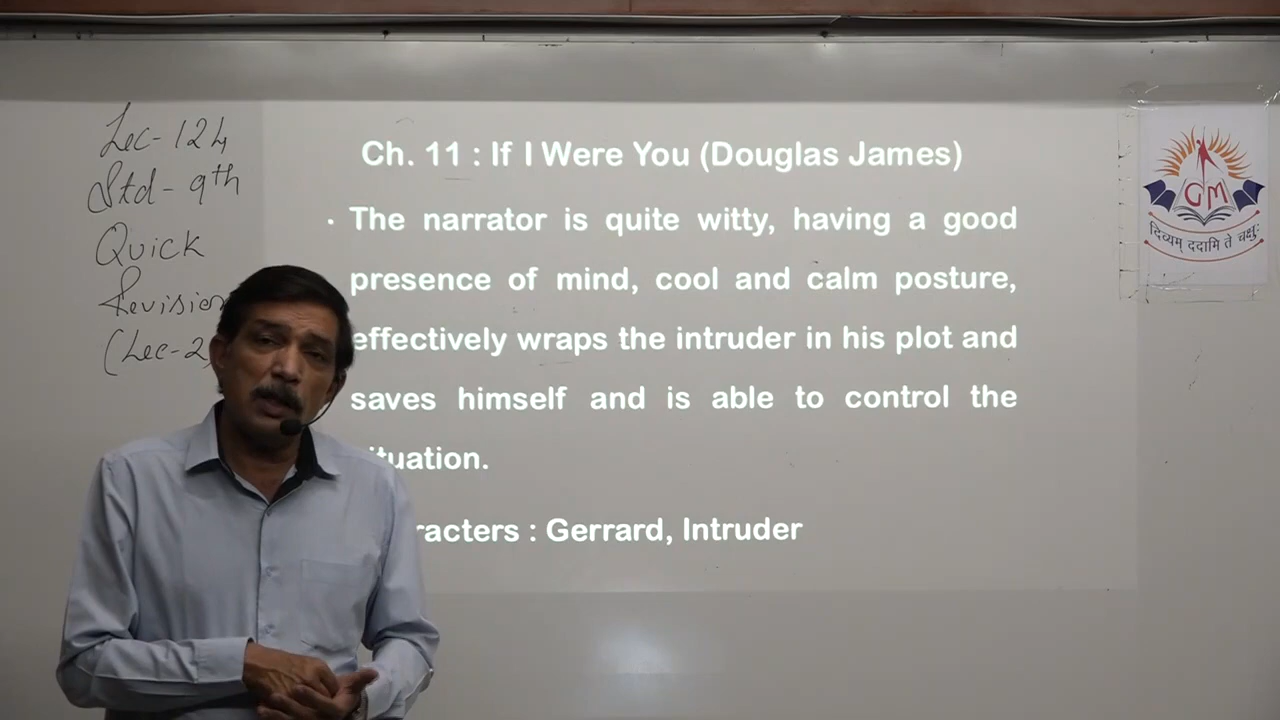 Lec-124
Std-9th
Quick
Revision
(Lec-2)
Ch. 11 : If I Were You (Douglas James)
· The narrator is quite witty, having a good
presence of mind, cool and calm posture,
effectively wraps the intruder in his plot and
saves himself and is able to control the
ituation.
racters : Gerrard, Intruder
GM
दिव्यम् ददामि ते चक्षुः